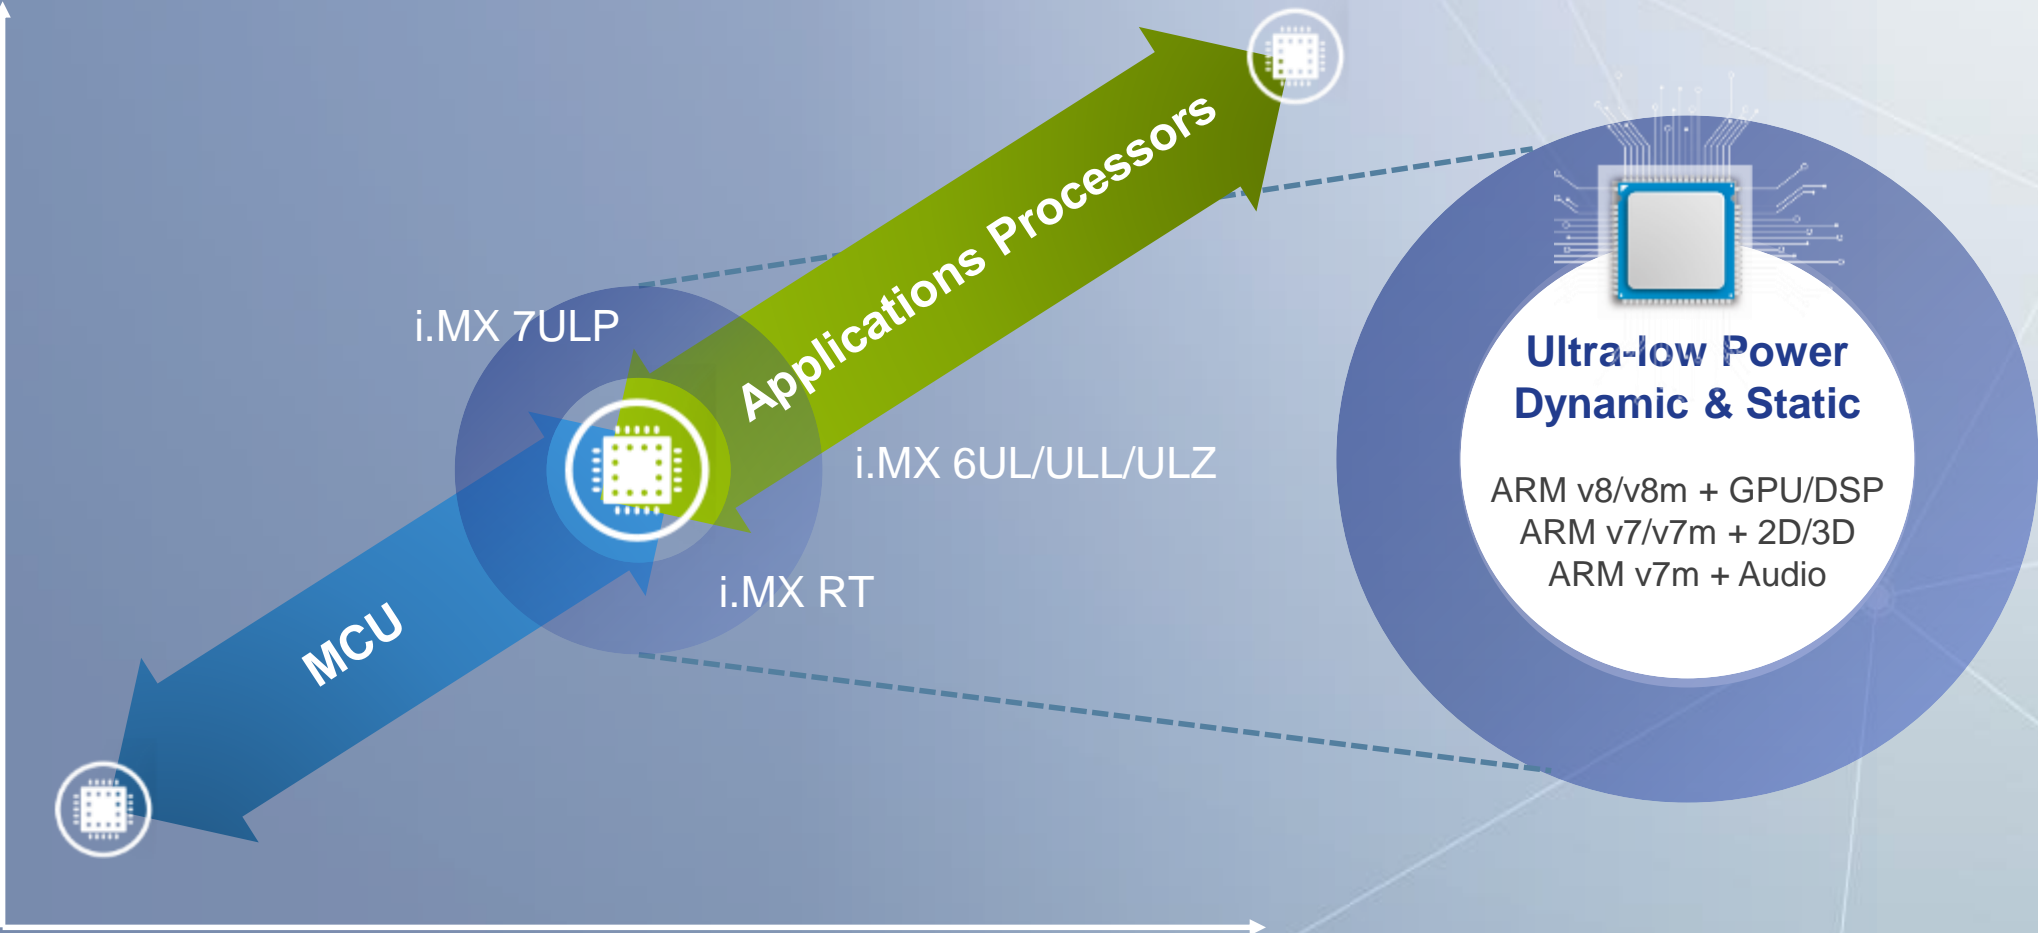 Applications Processors
i.MX 7ULP
i.MX 6UL/ULL/ULZ
i.MX RT
MCU
Ultra-low Power
Dynamic & Static
ARM v8/v8m + GPU/DSP
ARM v7/v7m + 2D/3D
ARM v7m + Audio